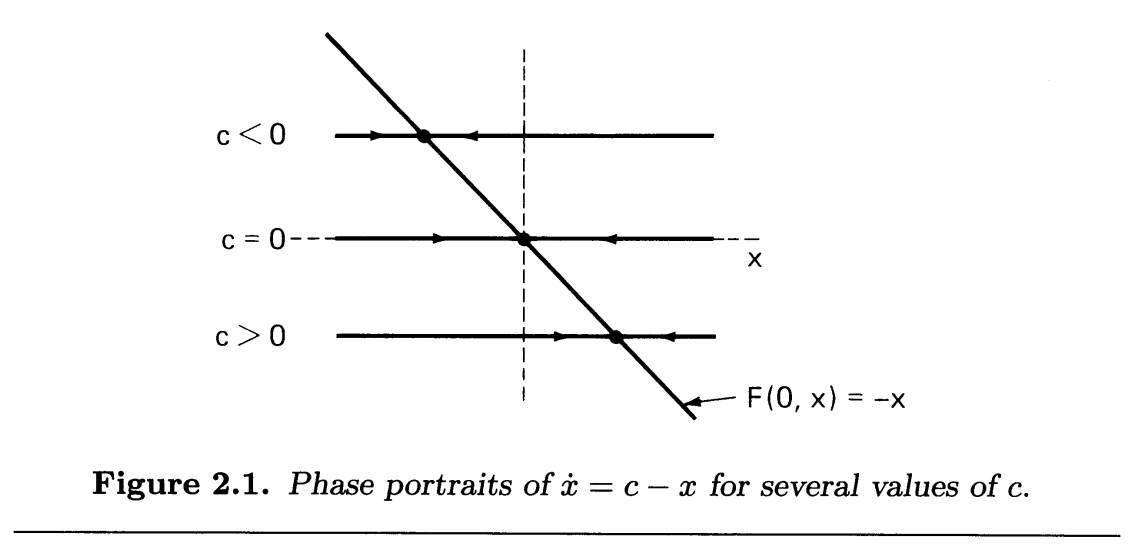 c < 0
c = 0
x
c > 0
F(0, x) = −x
Figure 2.1. Phase portraits of ẋ = c − x for several values of c.